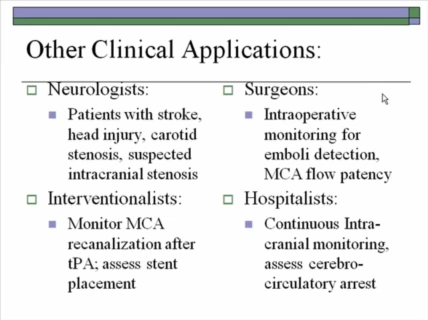 Other Clinical Applications:
Neurologists:
Patients with stroke,
head injury, carotid
stenosis, suspected
intracranial stenosis
Interventionalists:
Monitor MCA
recanalization after
tPA; assess stent
placement
Surgeons:
Intraoperative
monitoring for
emboli detection,
MCA flow patency
Hospitalists:
Continuous Intra-
cranial monitoring,
assess cerebro-
circulatory arrest